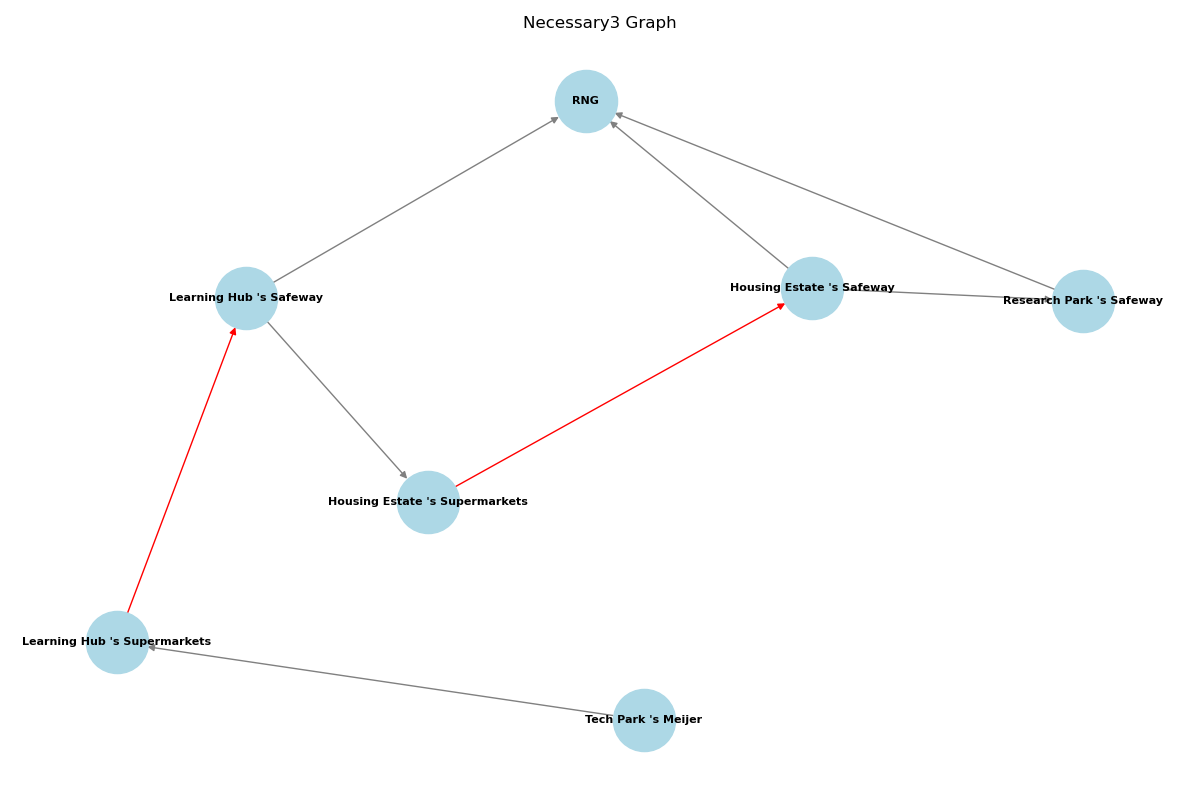 Necessary3 Graph
RNG
Learning Hub 's Safeway
Housing Estate 's Safeway
Research Park 's Safeway
Housing Estate 's Supermarkets
Learning Hub 's Supermarkets
Tech Park 's Meijer